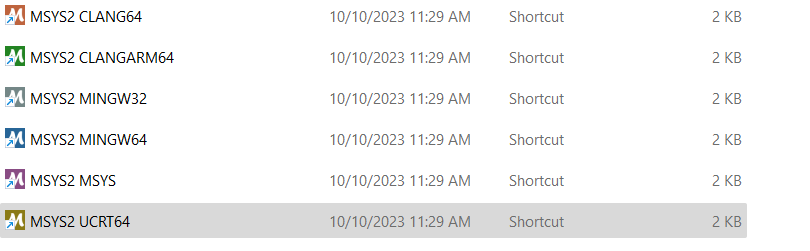 MSYS2 CLANG64 10/10/2023 11:29 AM Shortcut 2 KB
MSYS2 CLANGARM64 10/10/2023 11:29 AM Shortcut 2 KB
MSYS2 MINGW32 10/10/2023 11:29 AM Shortcut 2 KB
MSYS2 MINGW64 10/10/2023 11:29 AM Shortcut 2 KB
MSYS2 MSYS 10/10/2023 11:29 AM Shortcut 2 KB
MSYS2 UCRT64 10/10/2023 11:29 AM Shortcut 2 KB